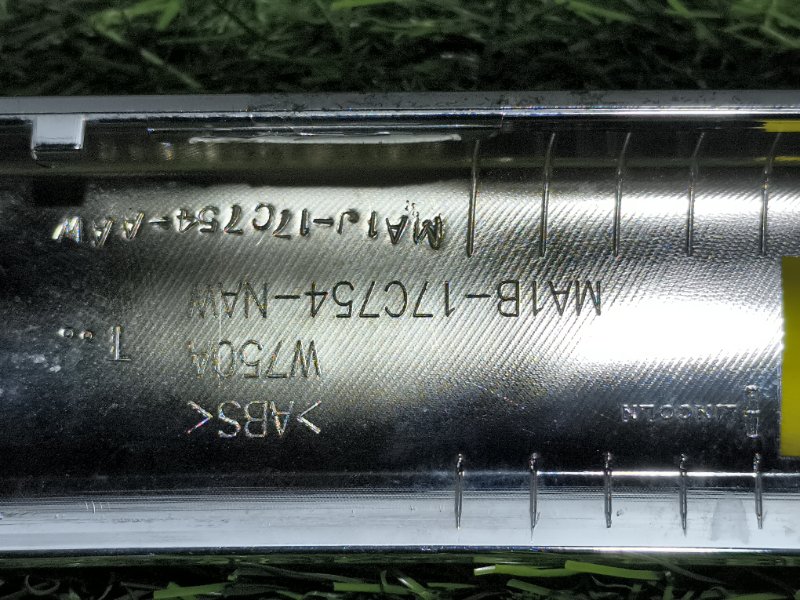 LINCOLN
>ABS<
W750A
MA1B-17C754-NAW
MA1J-17C754-AAW